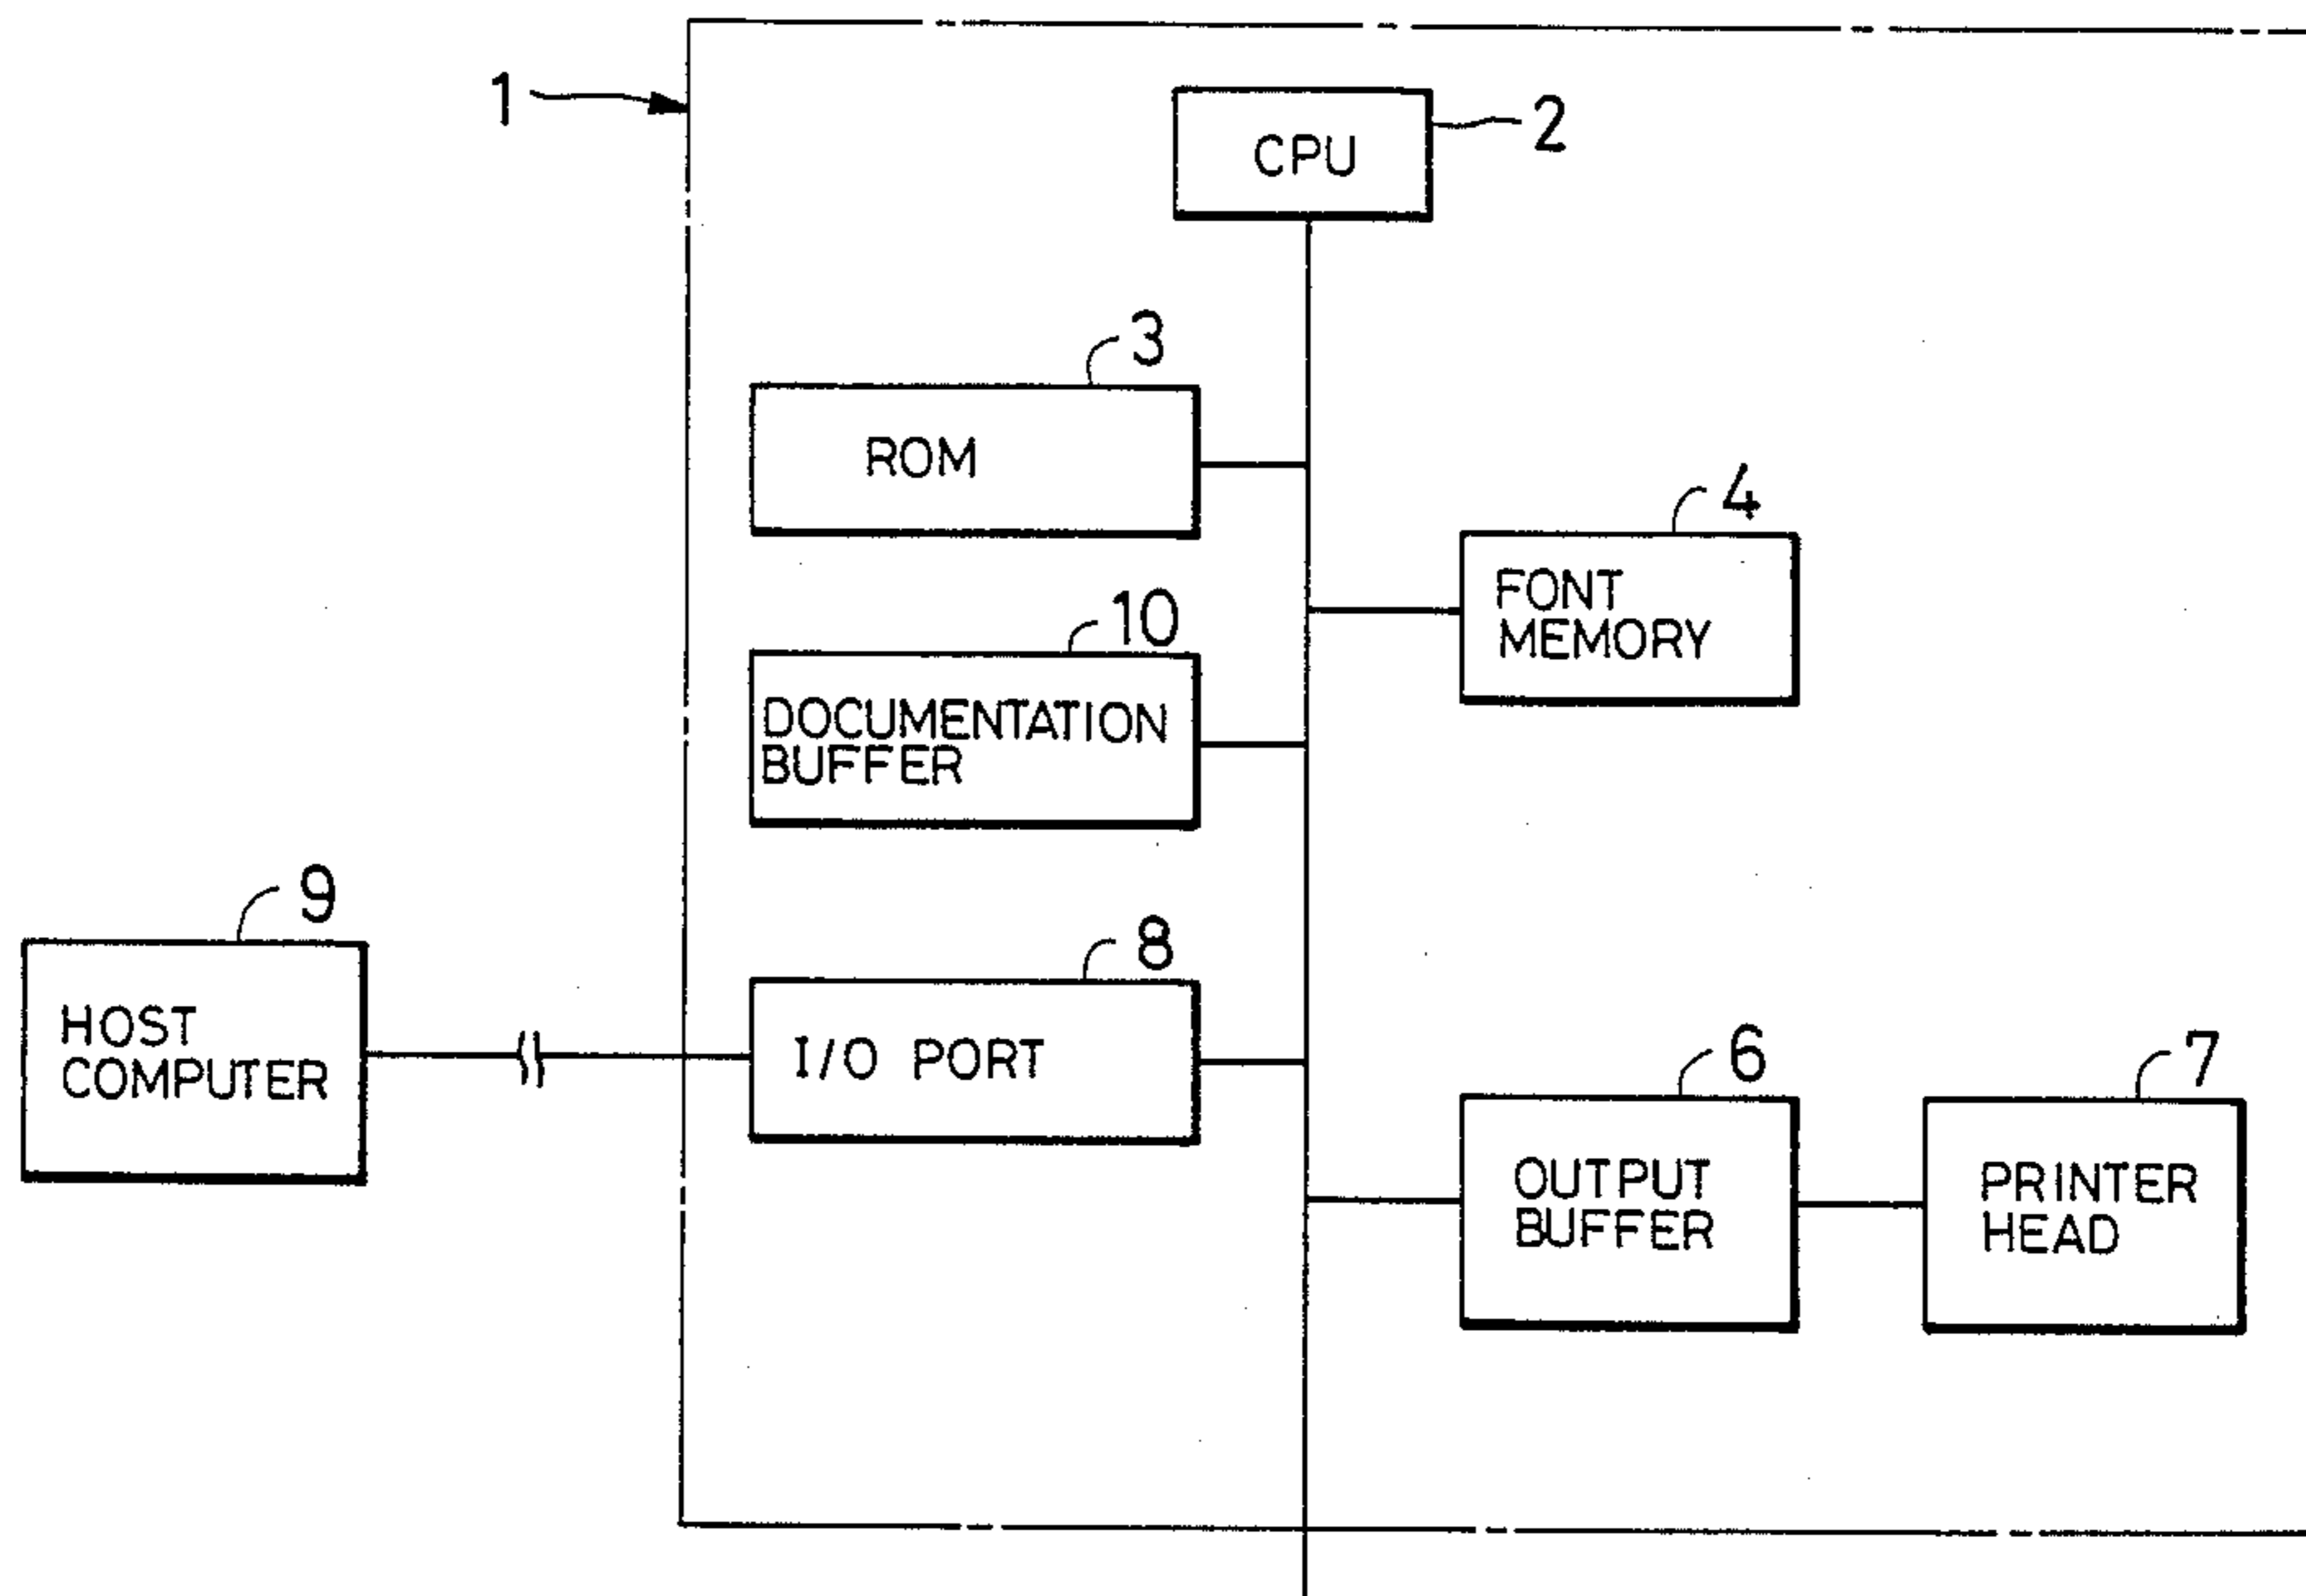 1
CPU
2
3
ROM
4
FONT
MEMORY
10
DOCUMENTATION
BUFFER
9
HOST
COMPUTER
8
I/O PORT
6
OUTPUT
BUFFER
7
PRINTER
HEAD